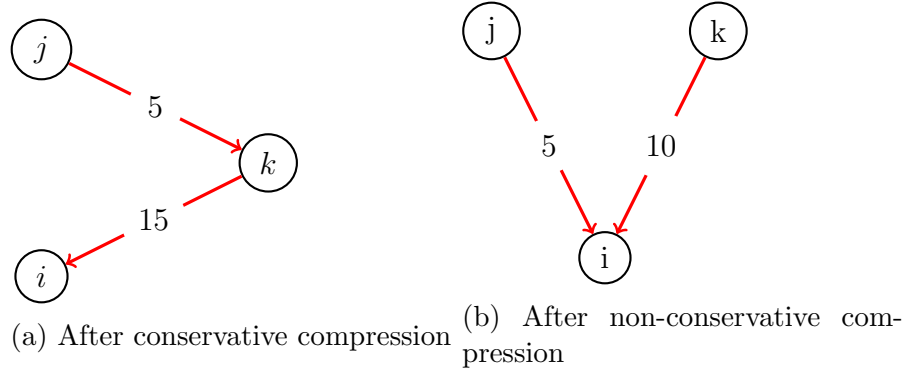 j
5
k
15
i
(a) After conservative compression
j
k
5
10
i
(b) After non-conservative com-
pression